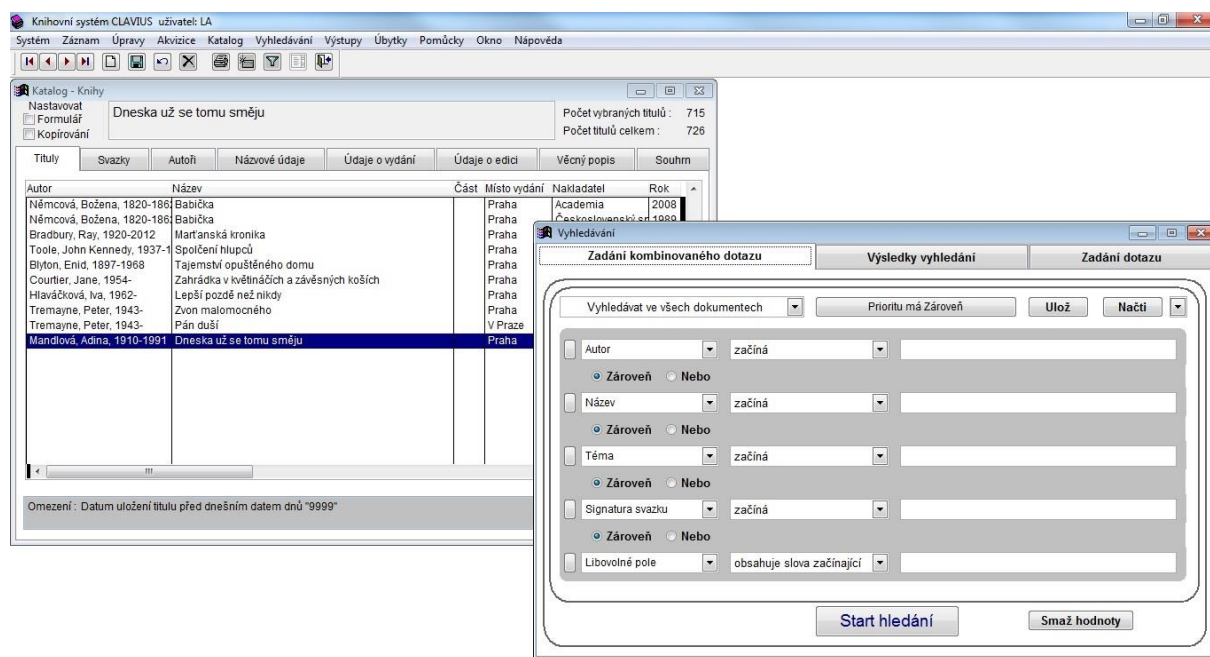 Knihovní systém CLAVIUS uživatel: LA
Systém Záznam Úpravy Akvizice Katalog Vyhledávání Výstupy Úbytky Pomůcky Okno Nápověda
Katalog - Knihy
Nastavovat
Formulář
Kopírování
Dneska už se tomu směju
Počet vybraných titulů : 715
Počet titulů celkem : 726
Tituly Svazky Autoři Názvové údaje Údaje o vydání Údaje o edici Věcný popis Souhrn
Autor Název Část Místo vydání Nakladatel Rok
Němcová, Božena, 1820-186 Babička Praha Academia 2008
Němcová, Božena, 1820-186 Babička Praha Československý sp 1989
Bradbury, Ray, 1920-2012 Marťanská kronika Praha
Toole, John Kennedy, 1937-1 Spolčení hlupců Praha
Blyton, Enid, 1897-1968 Tajemství opuštěného domu Praha
Courtier, Jane, 1954- Zahrádka v květináčích a závěsných koších Praha
Hlaváčková, Iva, 1962- Lepší pozdě než nikdy Praha
Tremayne, Peter, 1943- Zvon malomocného Praha
Tremayne, Peter, 1943- Pán duší V Praze
Mandlová, Adina, 1910-1991 Dneska už se tomu směju Praha
Omezení : Datum uložení titulu před dnešním datem dnů "9999"
Vyhledávání
Zadání kombinovaného dotazu Výsledky vyhledání Zadání dotazu
Vyhledávat ve všech dokumentech Prioritu má Zároveň Ulož Načti
Autor začíná
Zároveň Nebo
Název začíná
Zároveň Nebo
Téma začíná
Zároveň Nebo
Signatura svazku začíná
Zároveň Nebo
Libovolné pole obsahuje slova začínající
Start hledání Smaž hodnoty